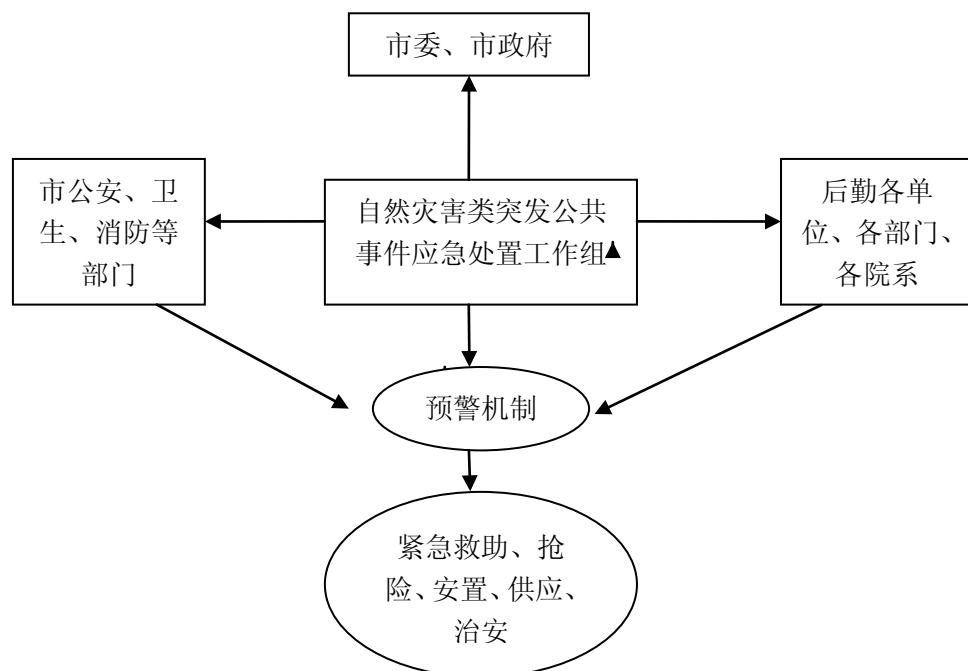 市委、市政府
市公安、卫
生、消防等
部门
自然灾害类突发公共
事件应急处置工作组
后勤各单
位、各部门、
各院系
预警机制
紧急救助、抢
险、安置、供应、
治安